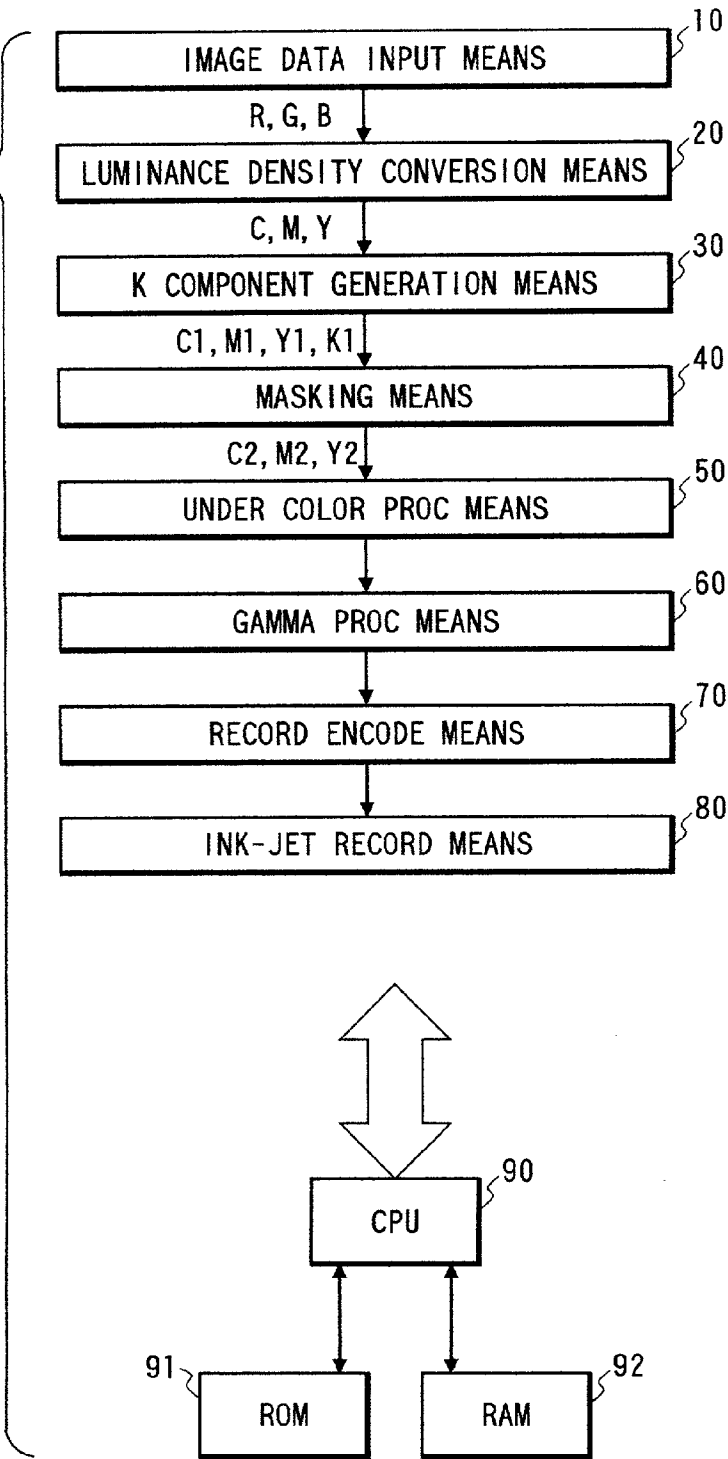 10
IMAGE DATA INPUT MEANS
R, G, B
20
LUMINANCE DENSITY CONVERSION MEANS
C, M, Y
30
K COMPONENT GENERATION MEANS
C1, M1, Y1, K1
40
MASKING MEANS
C2, M2, Y2
50
UNDER COLOR PROC MEANS
60
GAMMA PROC MEANS
70
RECORD ENCODE MEANS
80
INK-JET RECORD MEANS
90
CPU
91
ROM
92
RAM